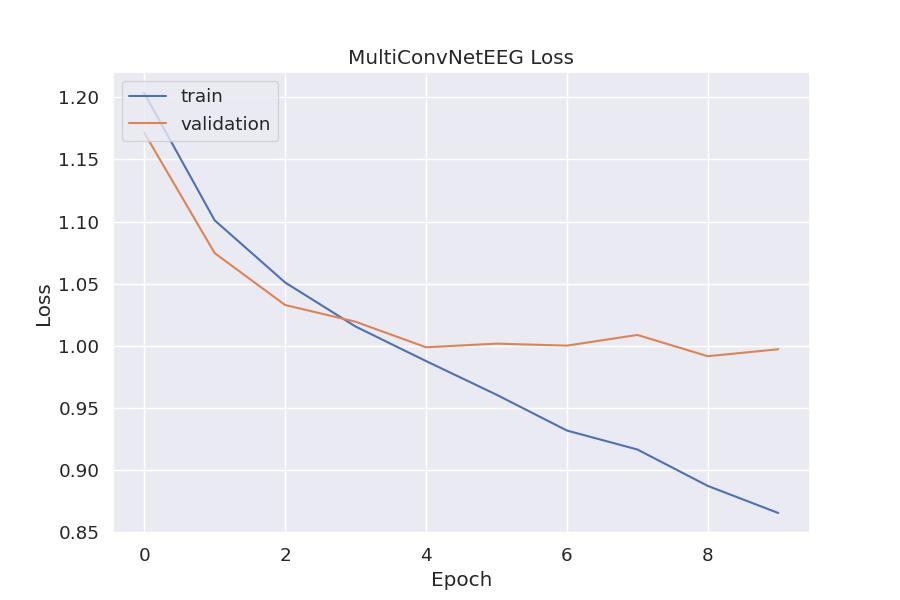 MultiConvNetEEG Loss
train
validation
1.20
1.15
1.10
1.05
1.00
0.95
0.90
0.85
Loss
0 2 4 6 8
Epoch